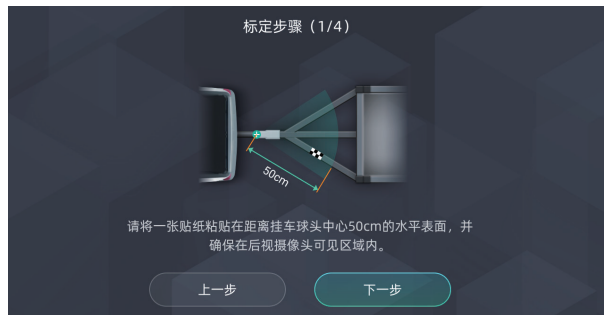 标定步骤（1/4）
50cm
请将一张贴纸粘贴在距离挂车球头中心50cm的水平表面，并
确保在后视摄像头可见区域内。
上一步
下一步